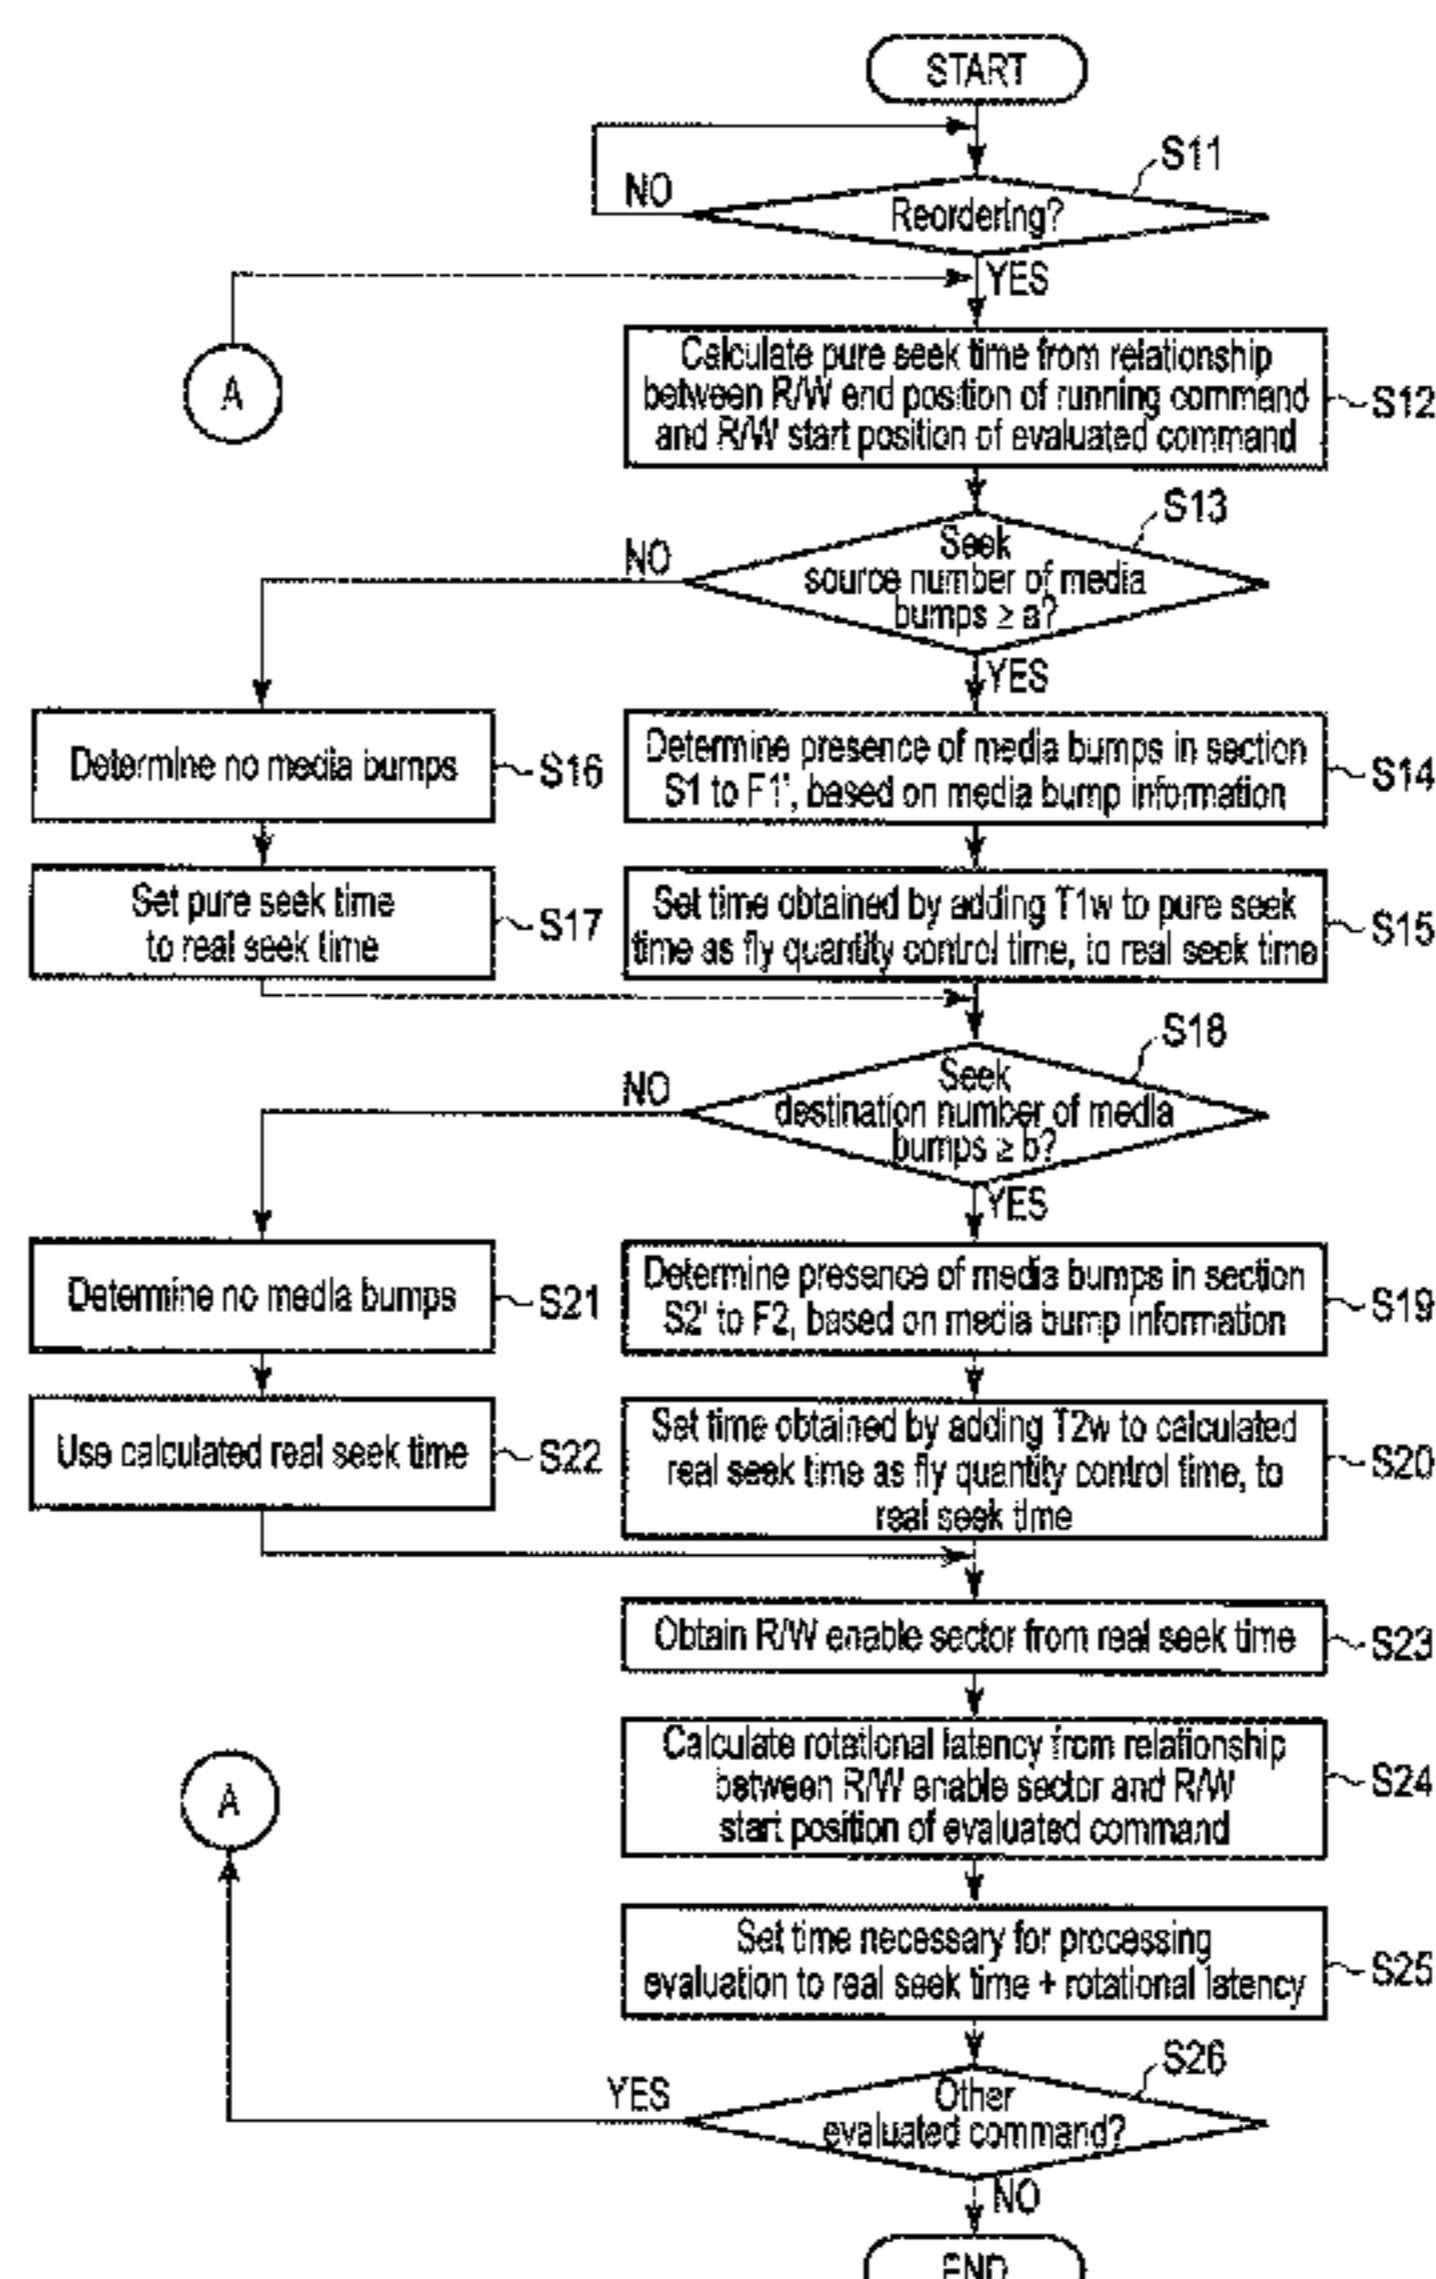 START
S11
NO
Reordering?
YES
A
Calculate pure seek time from relationship
between R/W end position of running command
and R/W start position of evaluated command
S12
S13
NO
Seek
source number of media
bumps ≥ a?
YES
Determine no media bumps
S16
Determine presence of media bumps in section
S1 to F1', based on media bump information
S14
Set pure seek time
to real seek time
S17
Set time obtained by adding T1w to pure seek
time as fly quantity control time, to real seek time
S15
S18
NO
Seek
destination number of media
bumps ≥ b?
YES
Determine no media bumps
S21
Determine presence of media bumps in section
S2' to F2, based on media bump information
S19
Use calculated real seek time
S22
Set time obtained by adding T2w to calculated
real seek time as fly quantity control time, to
real seek time
S20
Obtain R/W enable sector from real seek time
S23
A
Calculate rotational latency from relationship
between R/W enable sector and R/W
start position of evaluated command
S24
Set time necessary for processing
evaluation to real seek time + rotational latency
S25
S26
YES
Other
evaluated command?
NO
END